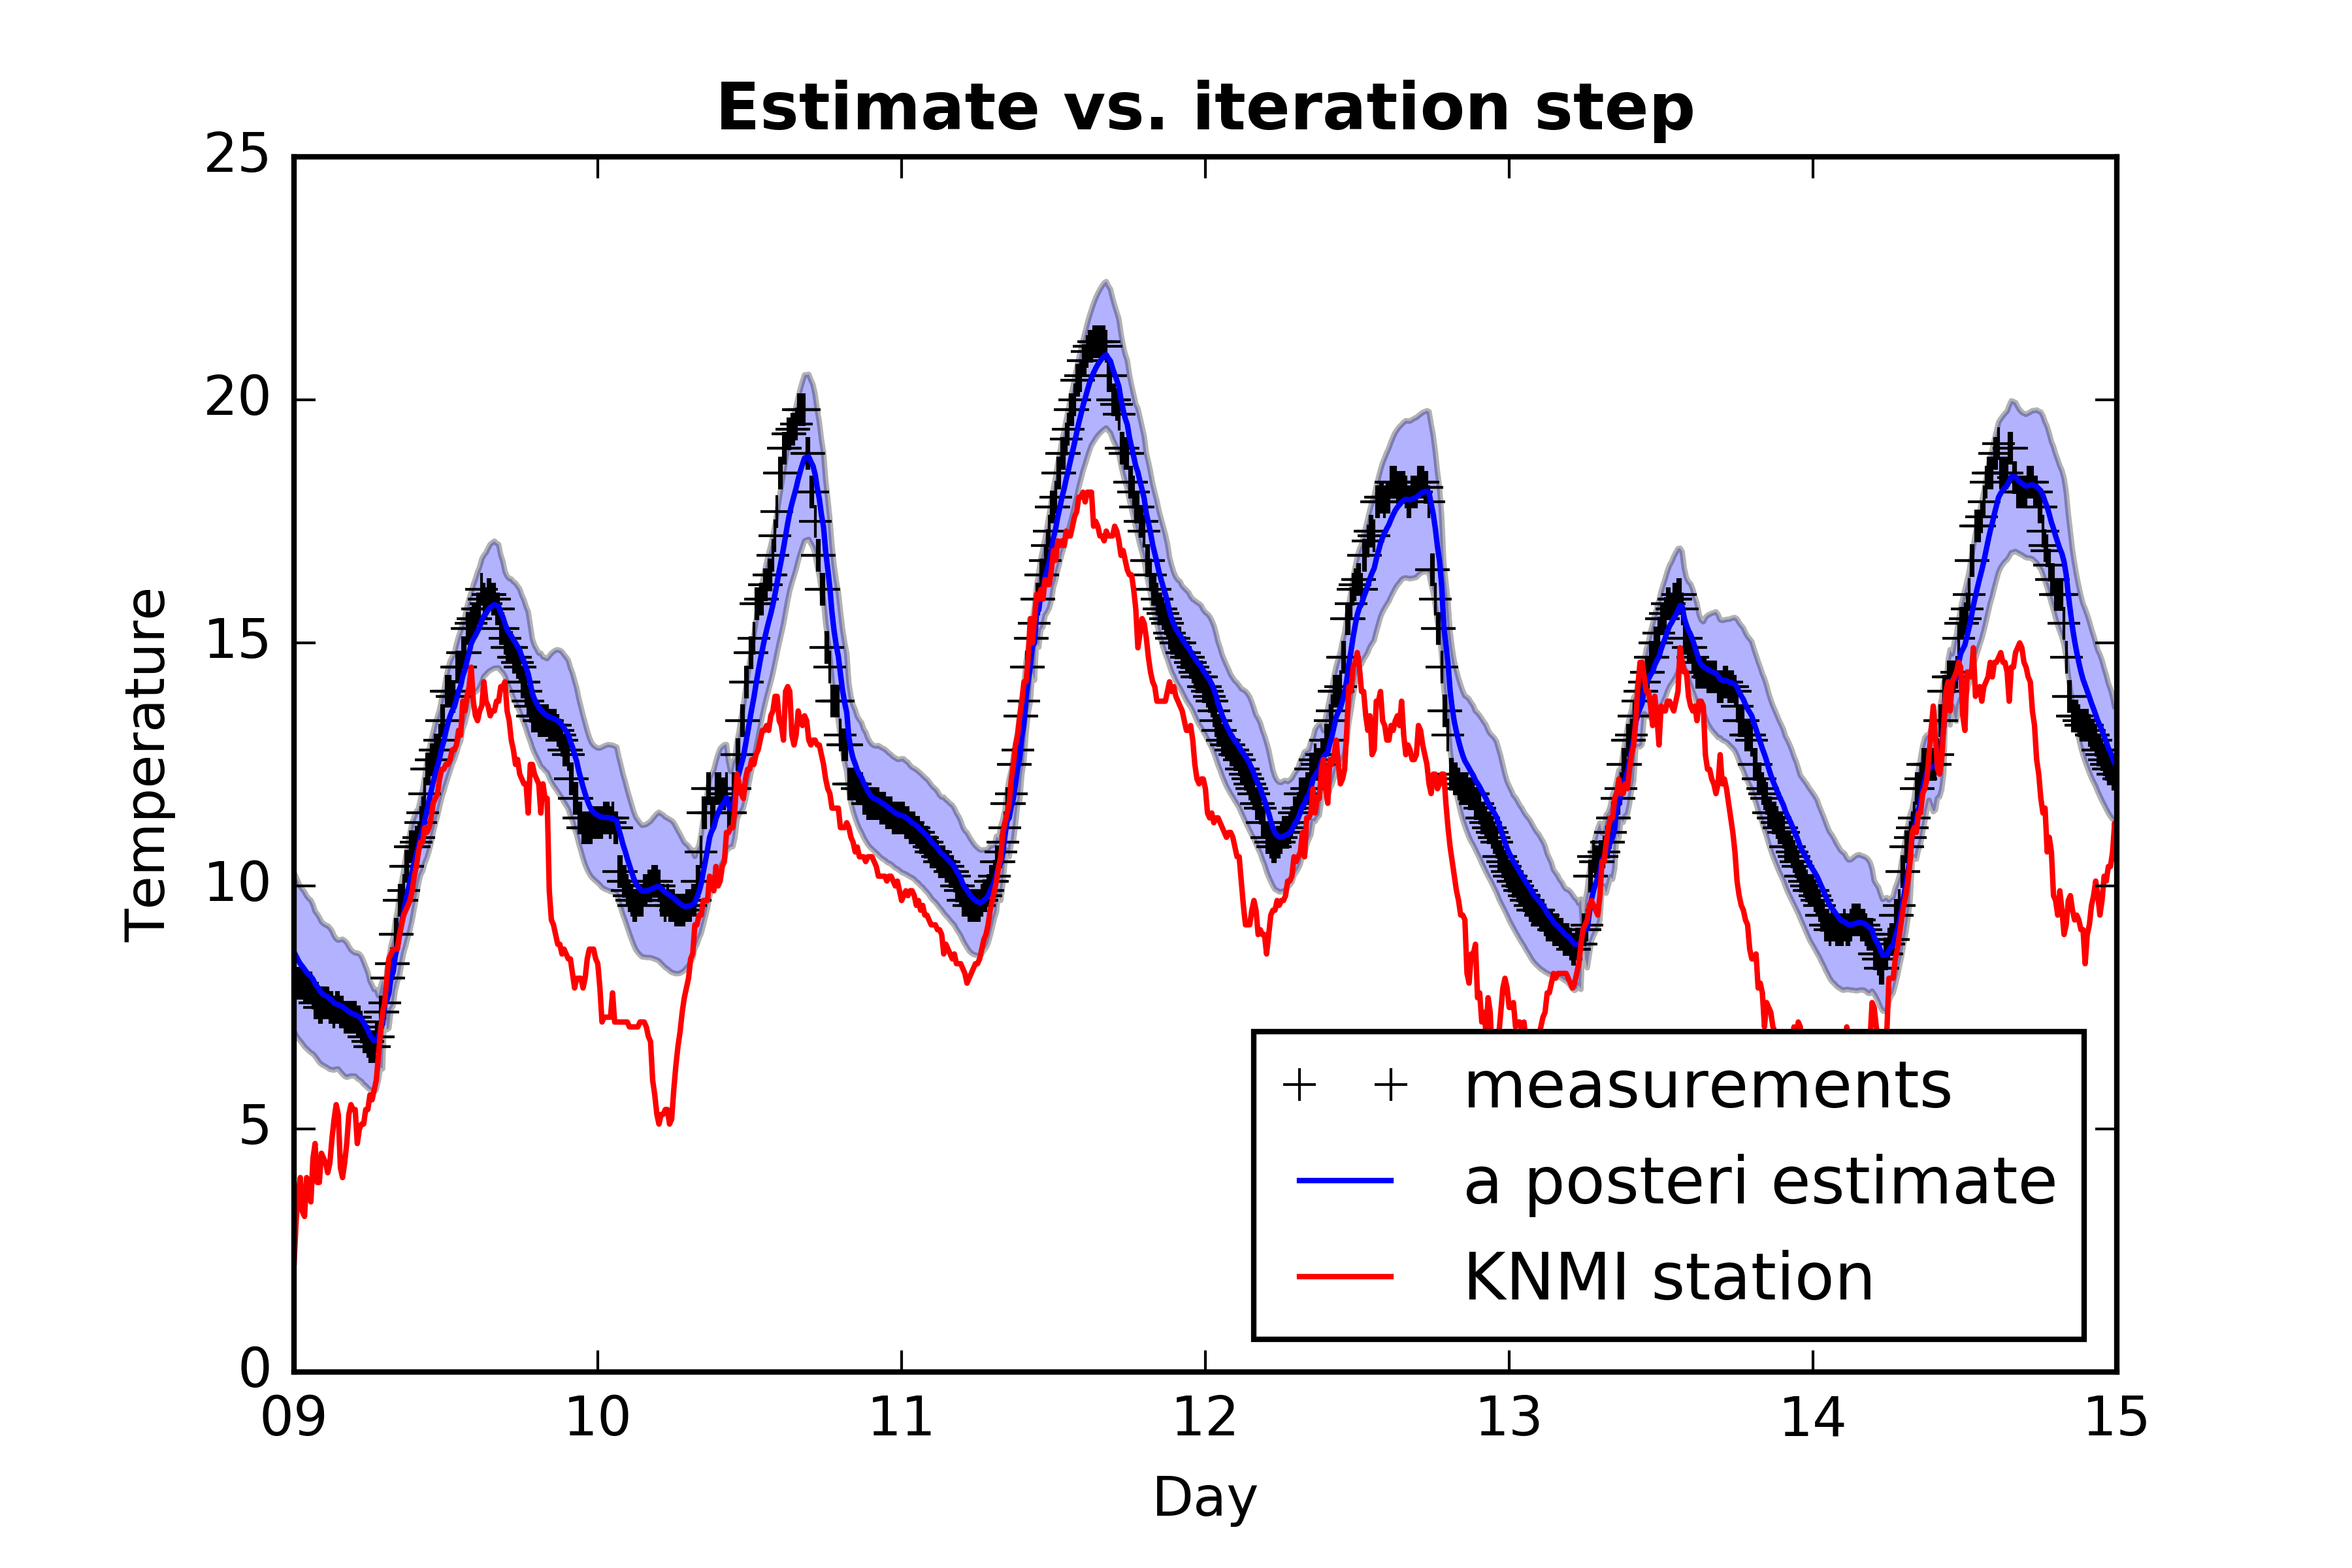 Estimate vs. iteration step
25
20
15
10
5
0
Temperature
09 10 11 12 13 14 15
Day
measurements
a posteri estimate
KNMI station